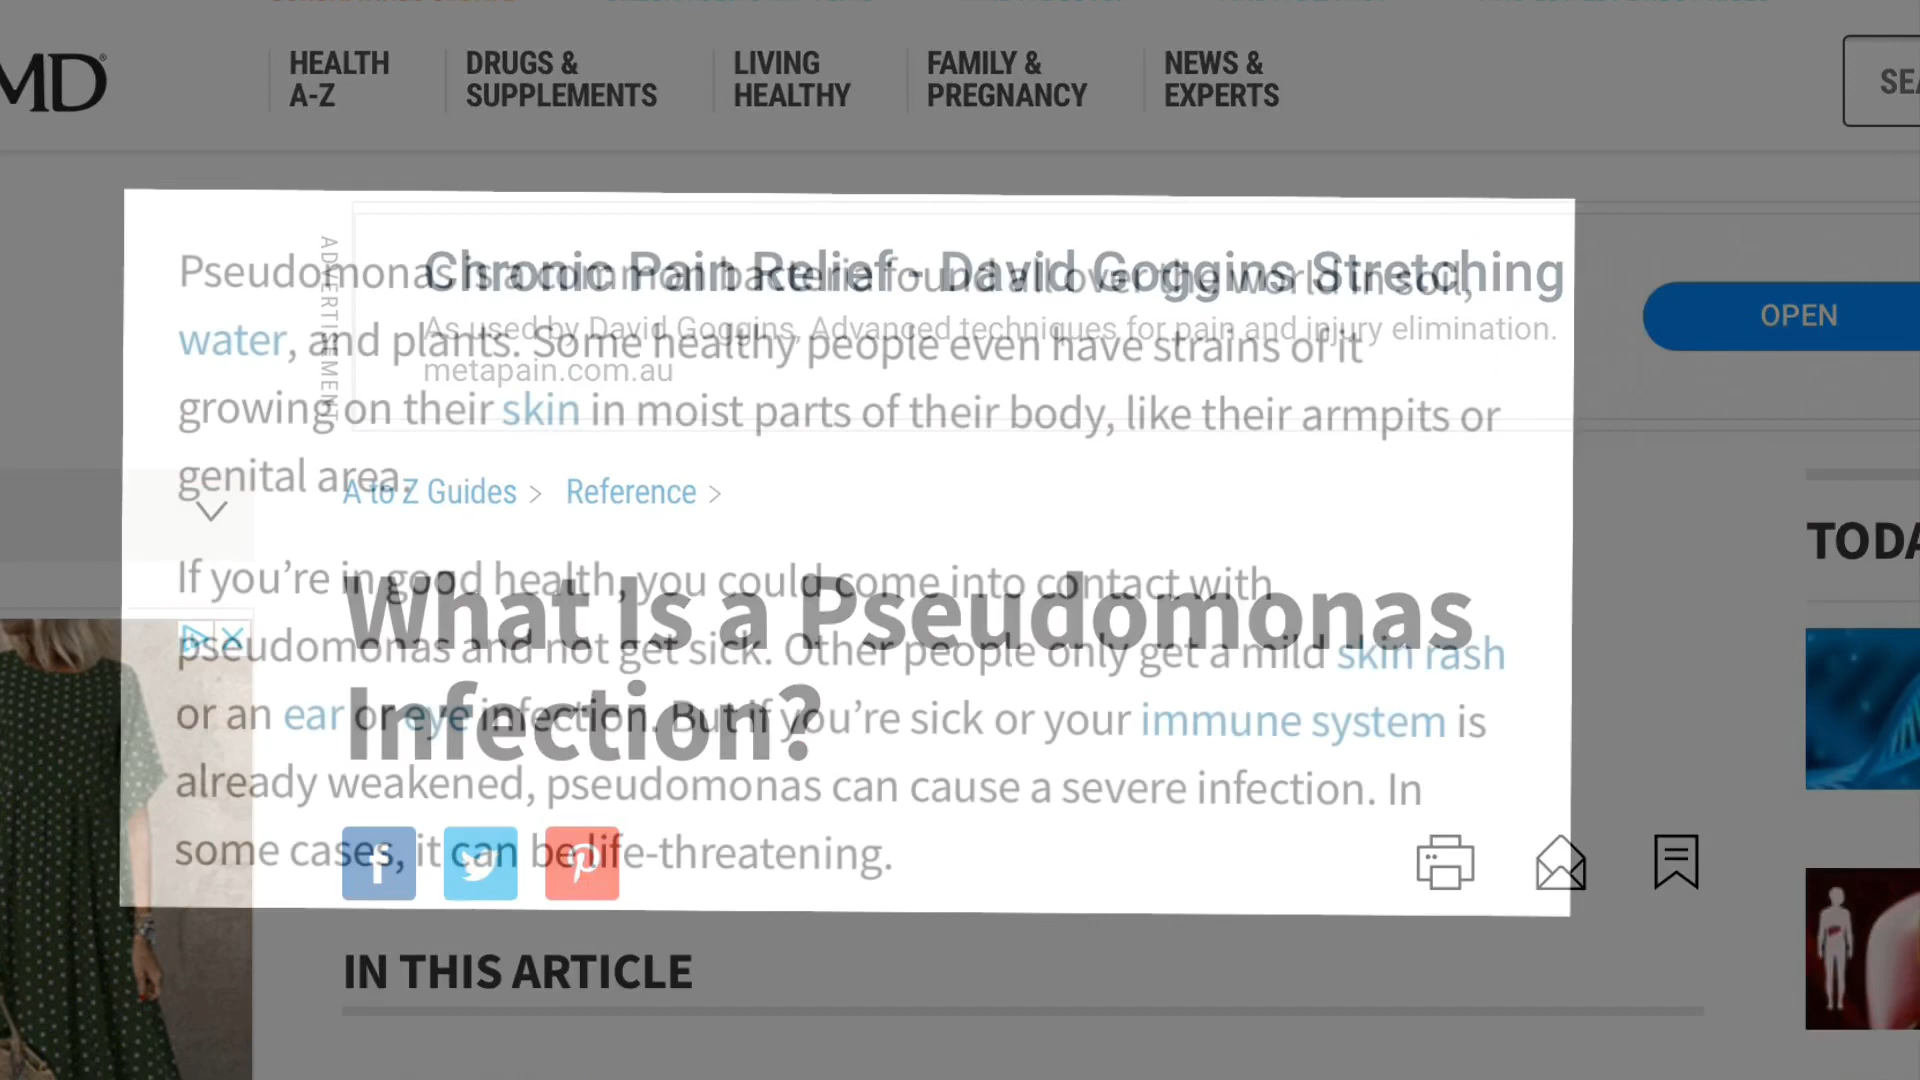 MD
HEALTH
A-Z
DRUGS &
SUPPLEMENTS
LIVING
HEALTHY
FAMILY &
PREGNANCY
NEWS &
EXPERTS
SEA
ADVERTISEMENT
Chronic Pain Relief - David Goggins Stretching
As used by David Goggins, Advanced techniques for pain and injury elimination.
metapain.com.au
OPEN
Pseudomonas is a common bacteria found all over the world in soil,
water, and plants. Some healthy people even have strains of it
growing on their skin in moist parts of their body, like their armpits or
genital area.
A to Z Guides >
Reference >
What Is a Pseudomonas
Infection?
If you're in good health, you could come into contact with
pseudomonas and not get sick. Other people only get a mild skin rash
or an ear or eye infection. But if you're sick or your immune system is
already weakened, pseudomonas can cause a severe infection. In
some cases, it can be life-threatening.
TODA
IN THIS ARTICLE